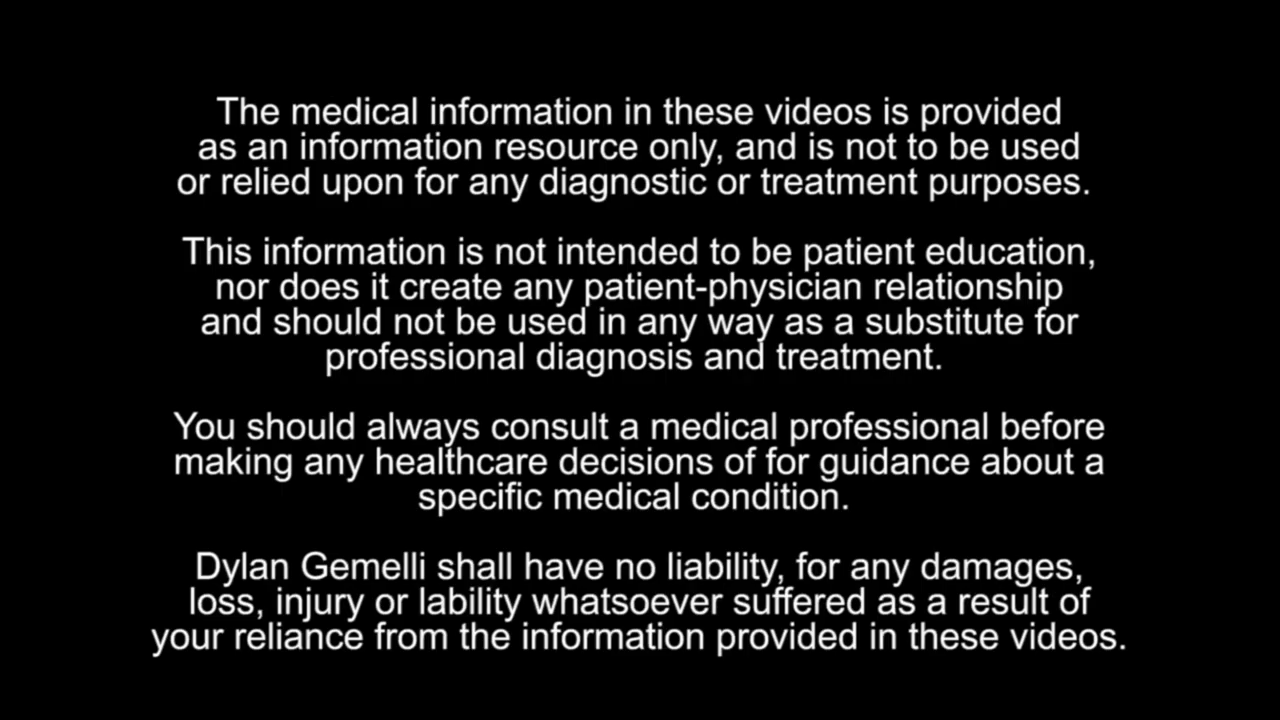 The medical information in these videos is provided
as an information resource only, and is not to be used
or relied upon for any diagnostic or treatment purposes.
This information is not intended to be patient education,
nor does it create any patient-physician relationship
and should not be used in any way as a substitute for
professional diagnosis and treatment.
You should always consult a medical professional before
making any healthcare decisions of for guidance about a
specific medical condition.
Dylan Gemelli shall have no liability, for any damages,
loss, injury or lability whatsoever suffered as a result of
your reliance from the information provided in these videos.